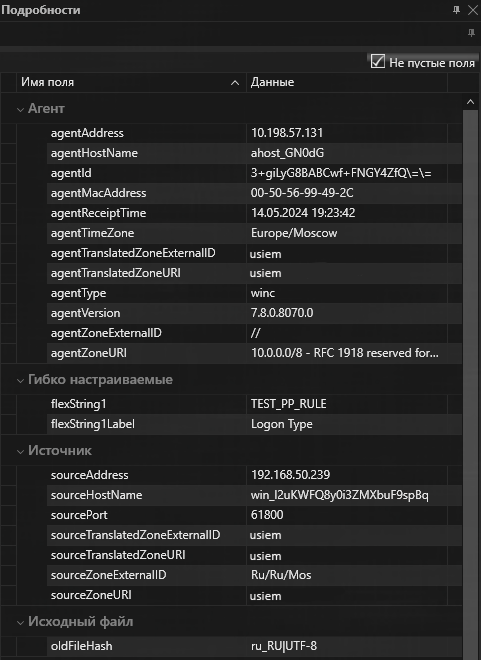 Подробности
Не пустые поля
Имя поля Данные
Агент
agentAddress 10.198.57.131
agentHostName ahost_GN0dG
agentId 3+giLyG8BABCwf+FNGY4ZfQ\=\=
agentMacAddress 00-50-56-99-49-2C
agentReceiptTime 14.05.2024 19:23:42
agentTimeZone Europe/Moscow
agentTranslatedZoneExternalID usiem
agentTranslatedZoneURI usiem
agentType winc
agentVersion 7.8.0.8070.0
agentZoneExternalID //
agentZoneURI 10.0.0.0/8 - RFC 1918 reserved for...
Гибко настраиваемые
flexString1 TEST_PP_RULE
flexString1Label Logon Type
Источник
sourceAddress 192.168.50.239
sourceHostName win_l2uKWFQ8y0i3ZMXbuF9spBq
sourcePort 61800
sourceTranslatedZoneExternalID usiem
sourceTranslatedZoneURI usiem
sourceZoneExternalID Ru/Ru/Mos
sourceZoneURI usiem
Исходный файл
oldFileHash ru_RU|UTF-8